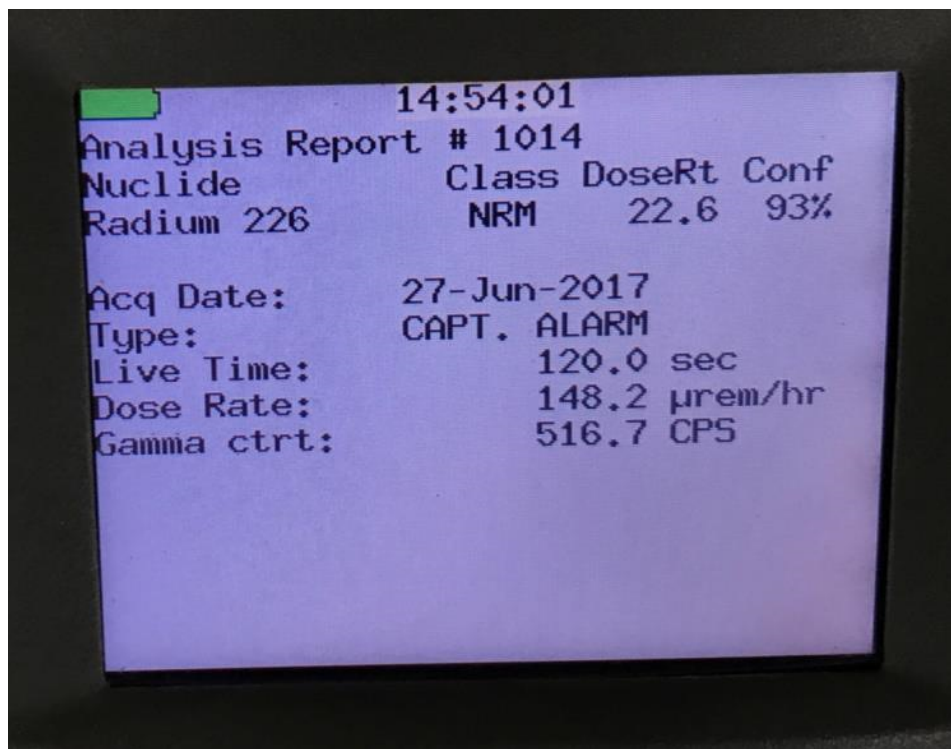 14:54:01
Analysis Report # 1014
Nuclide Class DoseRt Conf
Radium 226 NRM 22.6 93%
Acq Date: 27-Jun-2017
Type: CAPT. ALARM
Live Time: 120.0 sec
Dose Rate: 148.2 µrem/hr
Gamma ctrt: 516.7 CPS